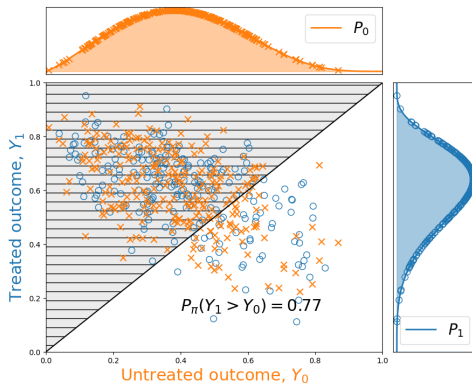 P₀
1.0
0.8
0.6
0.4
0.2
0.0
Treated outcome, Y₁
P_π(Y₁ > Y₀) = 0.77
0.0 0.2 0.4 0.6 0.8 1.0
Untreated outcome, Y₀
P₁